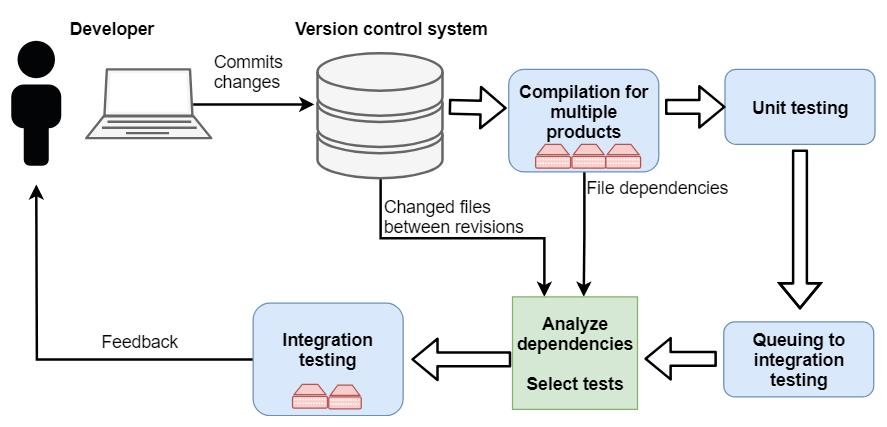 Developer
Version control system
Commits
changes
Compilation for
multiple
products
Unit testing
File dependencies
Changed files
between revisions
Analyze
dependencies
Select tests
Queuing to
integration
testing
Integration
testing
Feedback